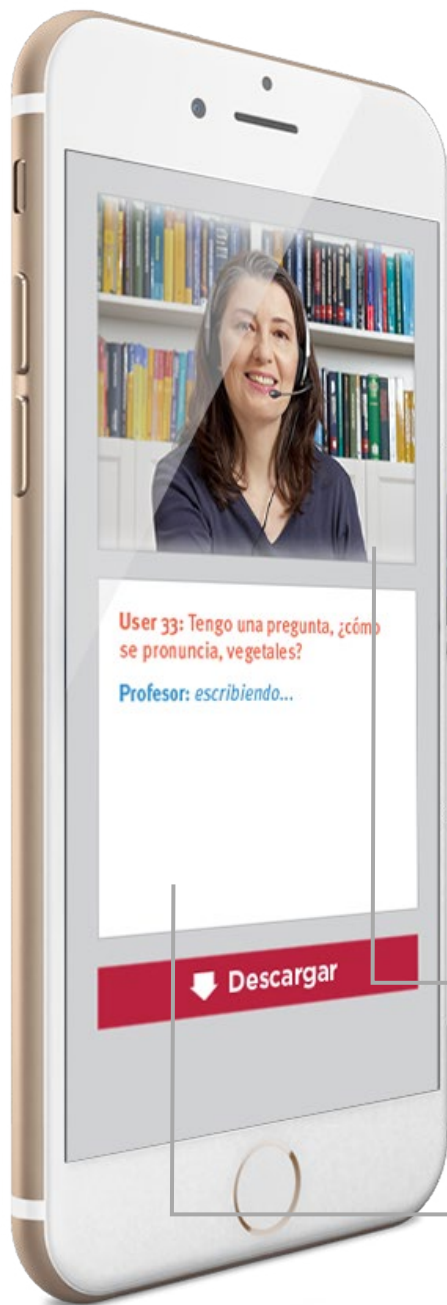 User 33: Tengo una pregunta, ¿cómo
se pronuncia, vegetales?
Profesor: escribiendo...
Descargar